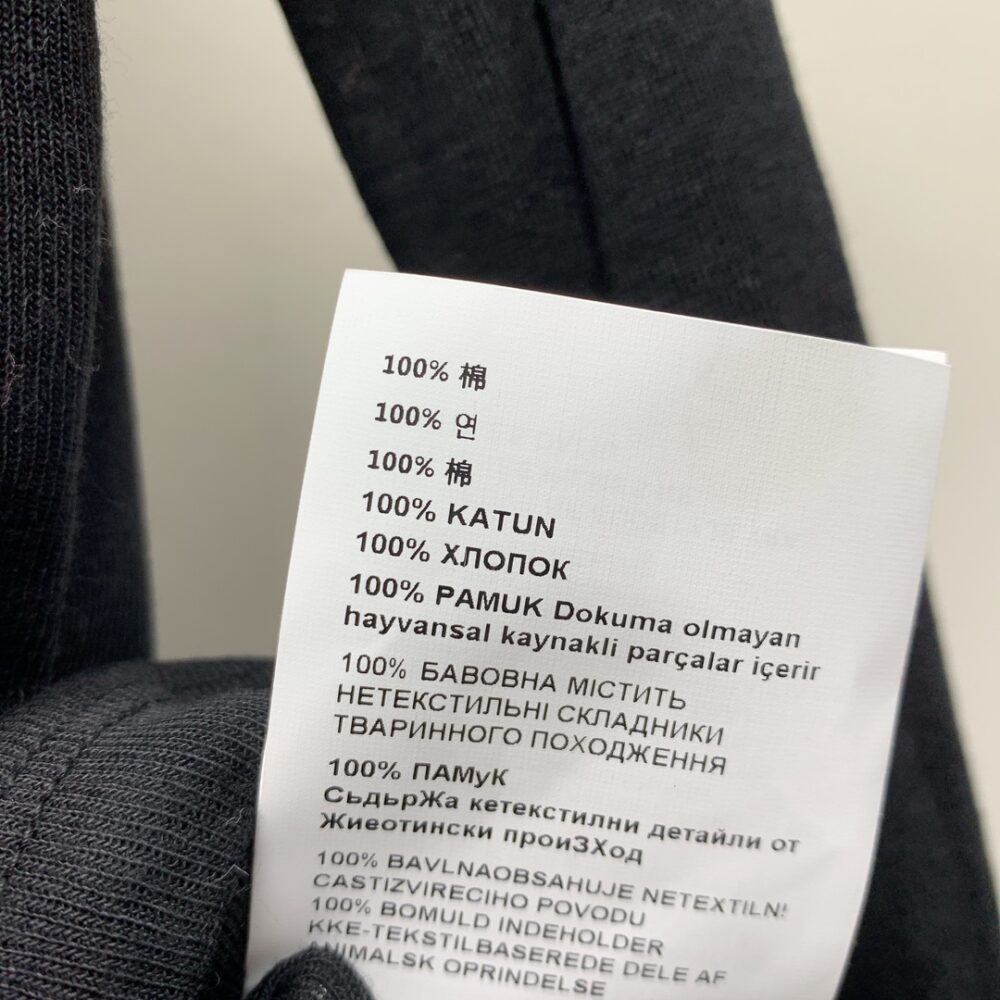 100% 棉
100% 면
100% 棉
100% KATUN
100% ХЛОПОК
100% PAMUK Dokuma olmayan
hayvansal kaynakli parçalar içerir
100% БАВОВНА МІСТИТЬ
НЕТЕКСТИЛЬНІ СКЛАДНИКИ
ТВАРИННОГО ПОХОДЖЕННЯ
100% ПАМуК
СьдьрЖа кетекстилни детайли от
Жиеотински проиЗХод
100% BAVLNAOBSAHUJE NETEXTILN!
CASTIZVIRECIHO POVODU
100% BOMULD INDEHOLDER
KKE-TEKSTILBASEREDE DELE AF
ANIMALSK OPRINDELSE